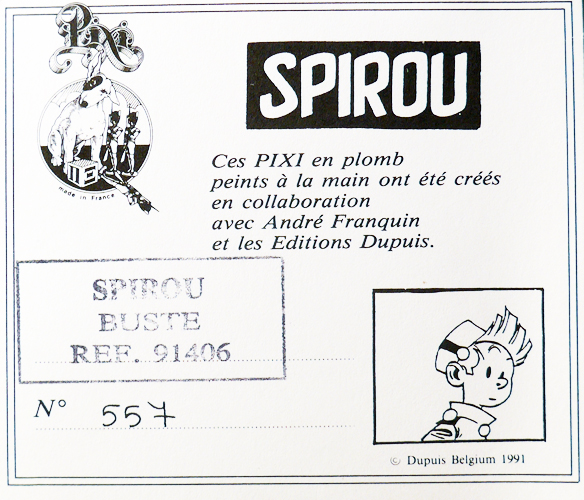 Pixi
made in France
SPIROU
Ces PIXI en plomb
peints à la main ont été créés
en collaboration
avec André Franquin
et les Editions Dupuis.
SPIROU
BUSTE
REF. 91406
N° 557
© Dupuis Belgium 1991